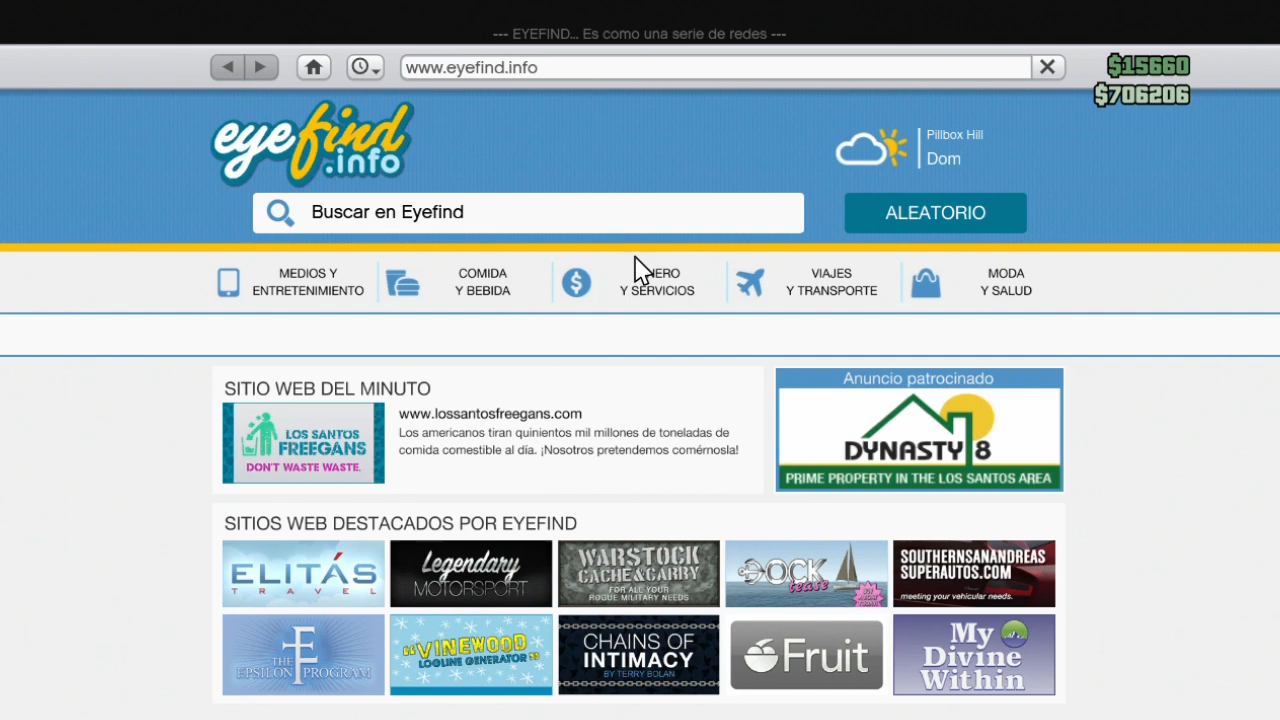 --- EYEFIND... Es como una serie de redes ---
www.eyefind.info
$15660
$706206
eyefind
.info
Pillbox Hill
Dom
Buscar en Eyefind
ALEATORIO
MEDIOS Y
ENTRETENIMIENTO
COMIDA
Y BEBIDA
Y SERVICIOS
VIAJES
Y TRANSPORTE
MODA
Y SALUD
SITIO WEB DEL MINUTO
LOS SANTOS
FREEGANS
DON'T WASTE WASTE.
www.lossantosfreegans.com
Los americanos tiran quinientos mil millones de toneladas de
comida comestible al día. ¡Nosotros pretendemos comérnosla!
Anuncio patrocinado
DYNASTY 8
PRIME PROPERTY IN THE LOS SANTOS AREA
SITIOS WEB DESTACADOS POR EYEFIND
ELITÁS
TRAVEL
Legendary
MOTORSPORT
WARSTOCK
CACHE & CARRY
FOR ALL YOUR
ROGUE MILITARY NEEDS
DOCK
tease
SOUTHERNSANANDREAS
SUPERAUTOS.COM
meeting your vehicular needs.
THE
EPSILON PROGRAM
"VINEWOOD
LOGLINE GENERATOR"
CHAINS OF
INTIMACY
BY TERRY BOLAN
Fruit
My
Divine
Within